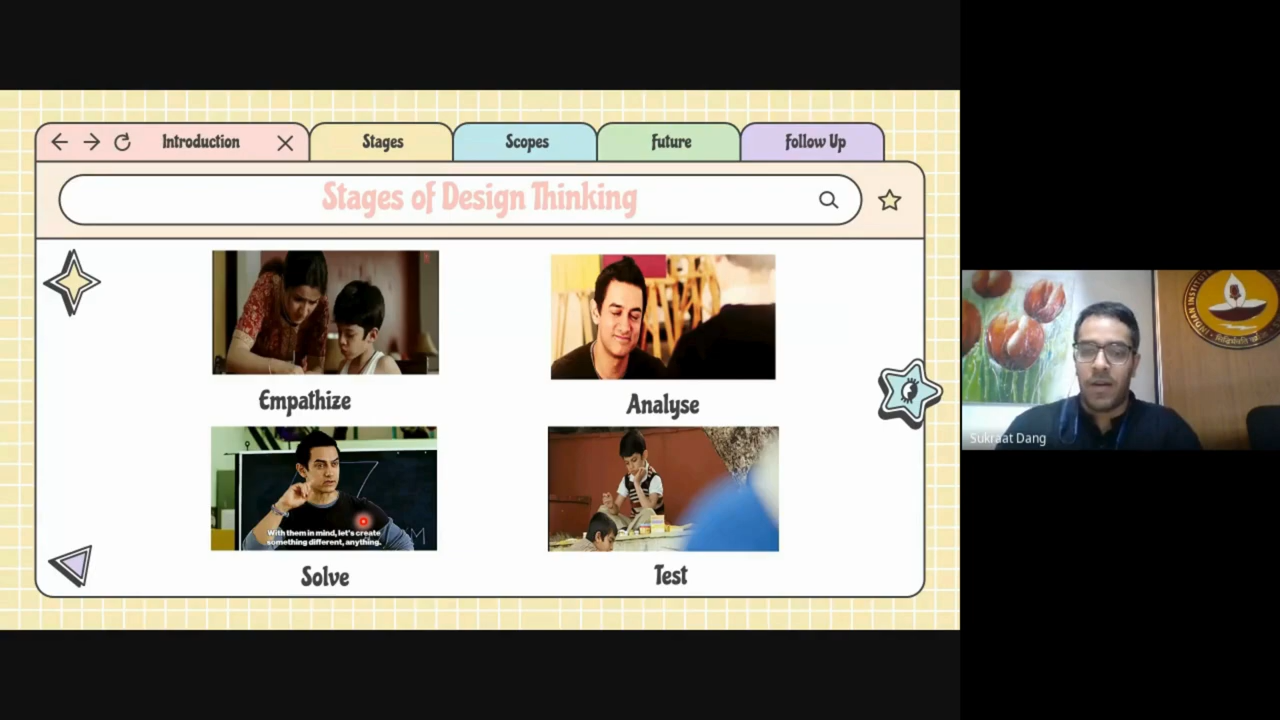 Introduction
Stages
Scopes
Future
Follow Up
Stages of Design Thinking
Empathize
Analyse
With them in mind, let's create
something different, anything.
Solve
Test
Sukraat Dang